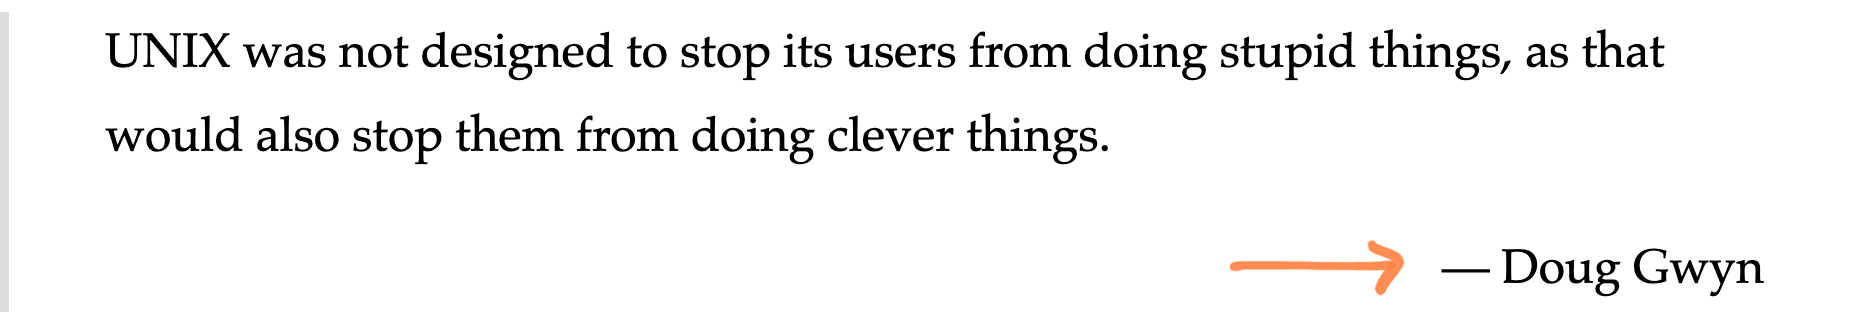 UNIX was not designed to stop its users from doing stupid things, as that
would also stop them from doing clever things.
— Doug Gwyn